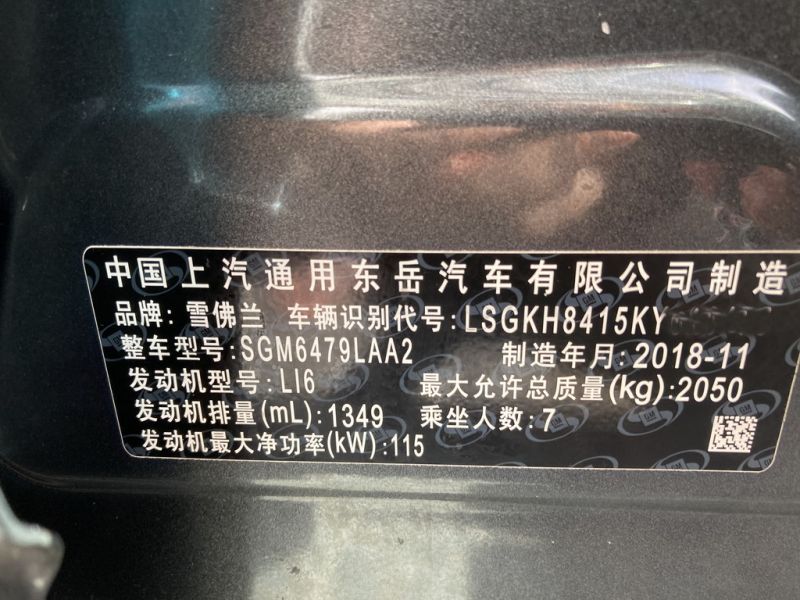 中国上汽通用东岳汽车有限公司制造
品牌: 雪佛兰 车辆识别代号: LSGKH8415KY
整车型号:SGM6479LAA2 制造年月:2018-11
发动机型号: LI6 最大允许总质量(kg):2050
发动机排量(mL):1349 乘坐人数:7
发动机最大净功率(kW):115